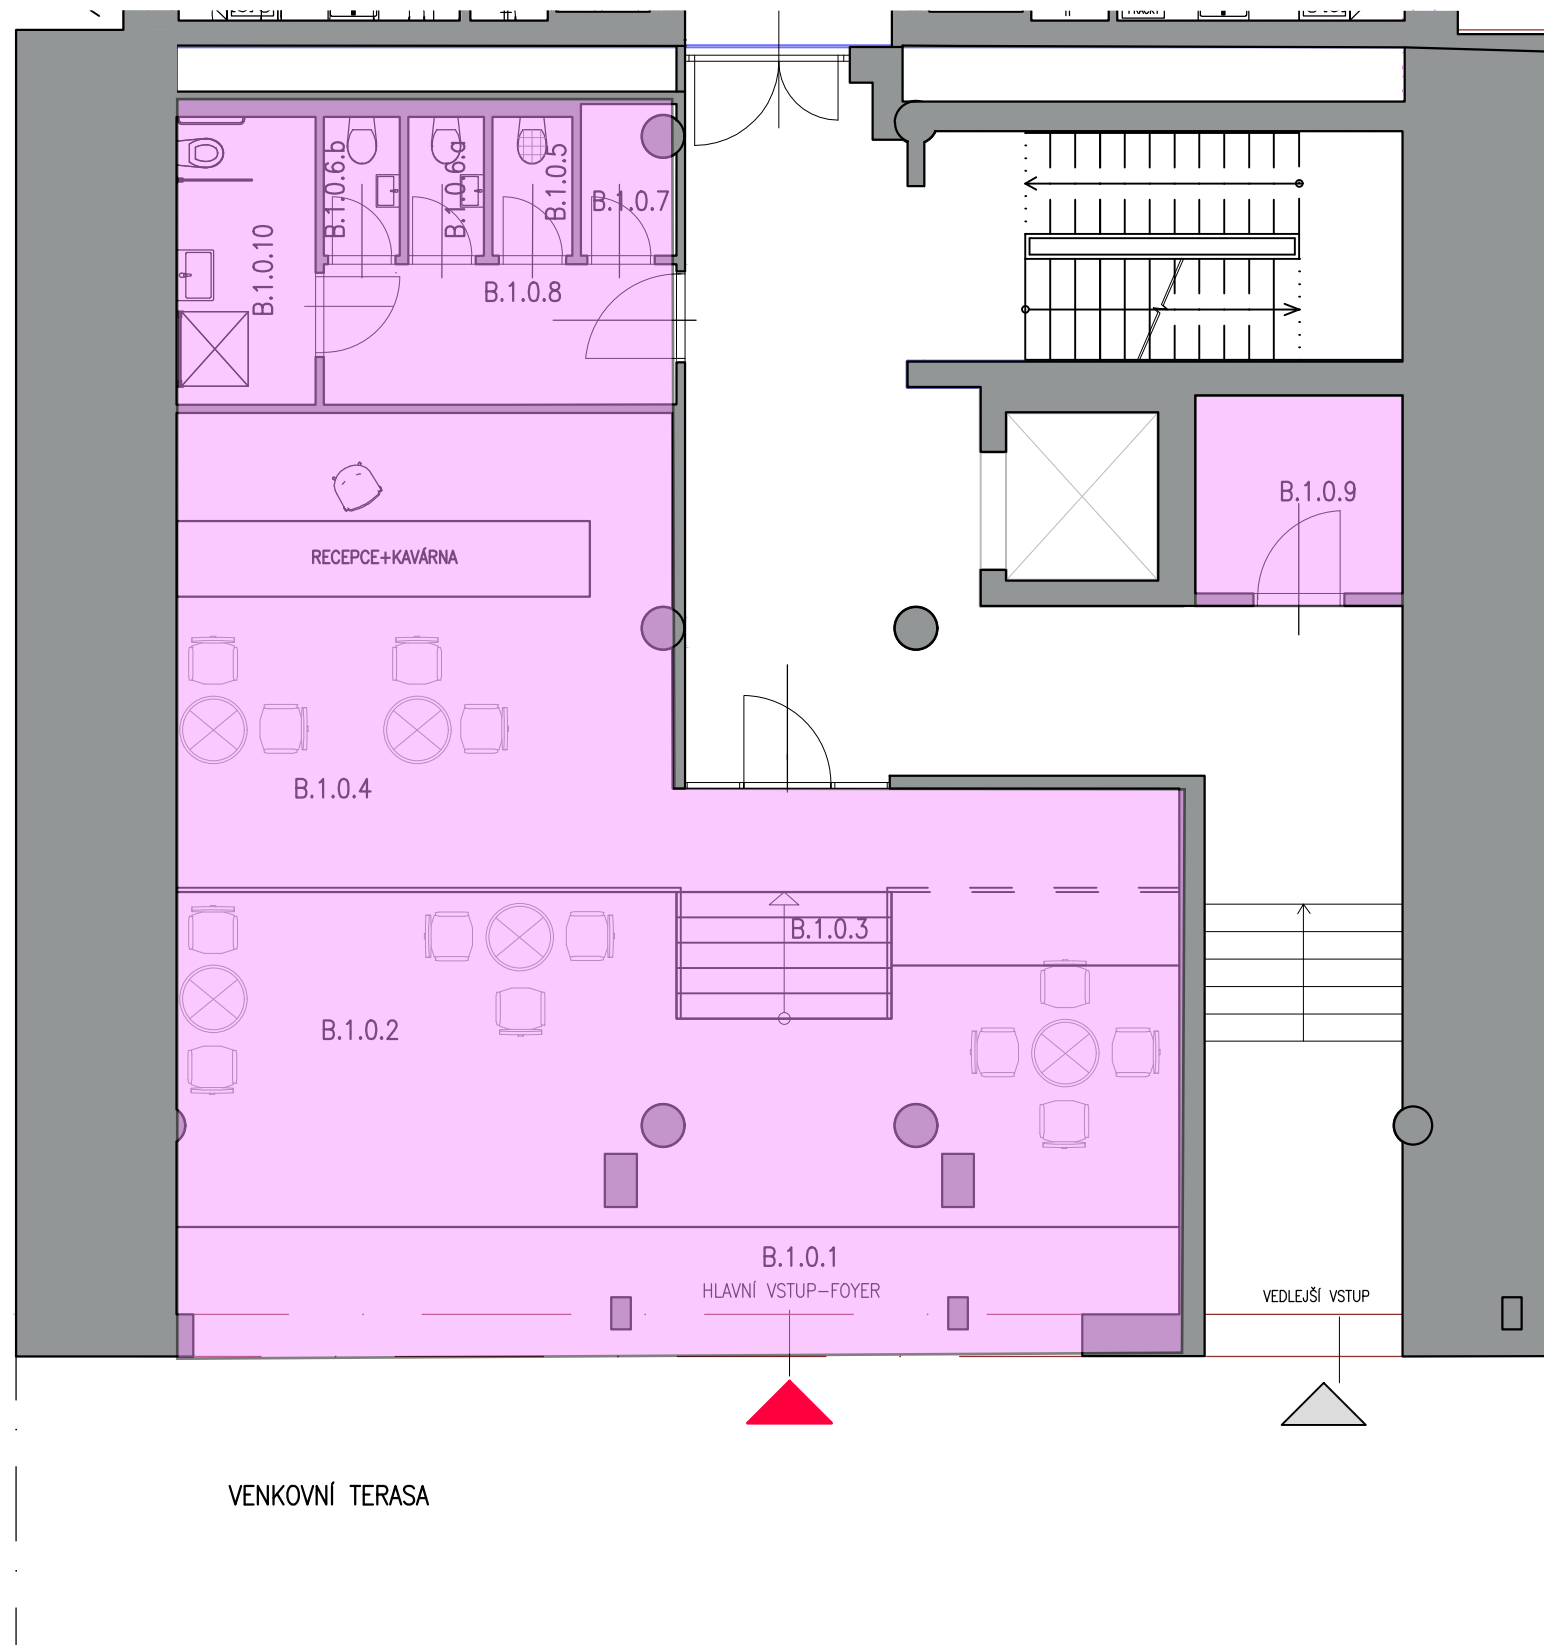 B.1.0.6.b
B.1.0.6.a
B.1.0.5
B.1.0.7
B.1.0.10
B.1.0.8
B.1.0.9
RECEPCE+KAVÁRNA
B.1.0.4
B.1.0.3
B.1.0.2
B.1.0.1
HLAVNÍ VSTUP-FOYER
VEDLEJŠÍ VSTUP
VENKOVNÍ TERASA